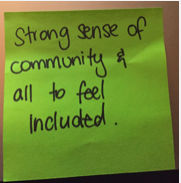 Strong sense of
community &
all to feel
Included.